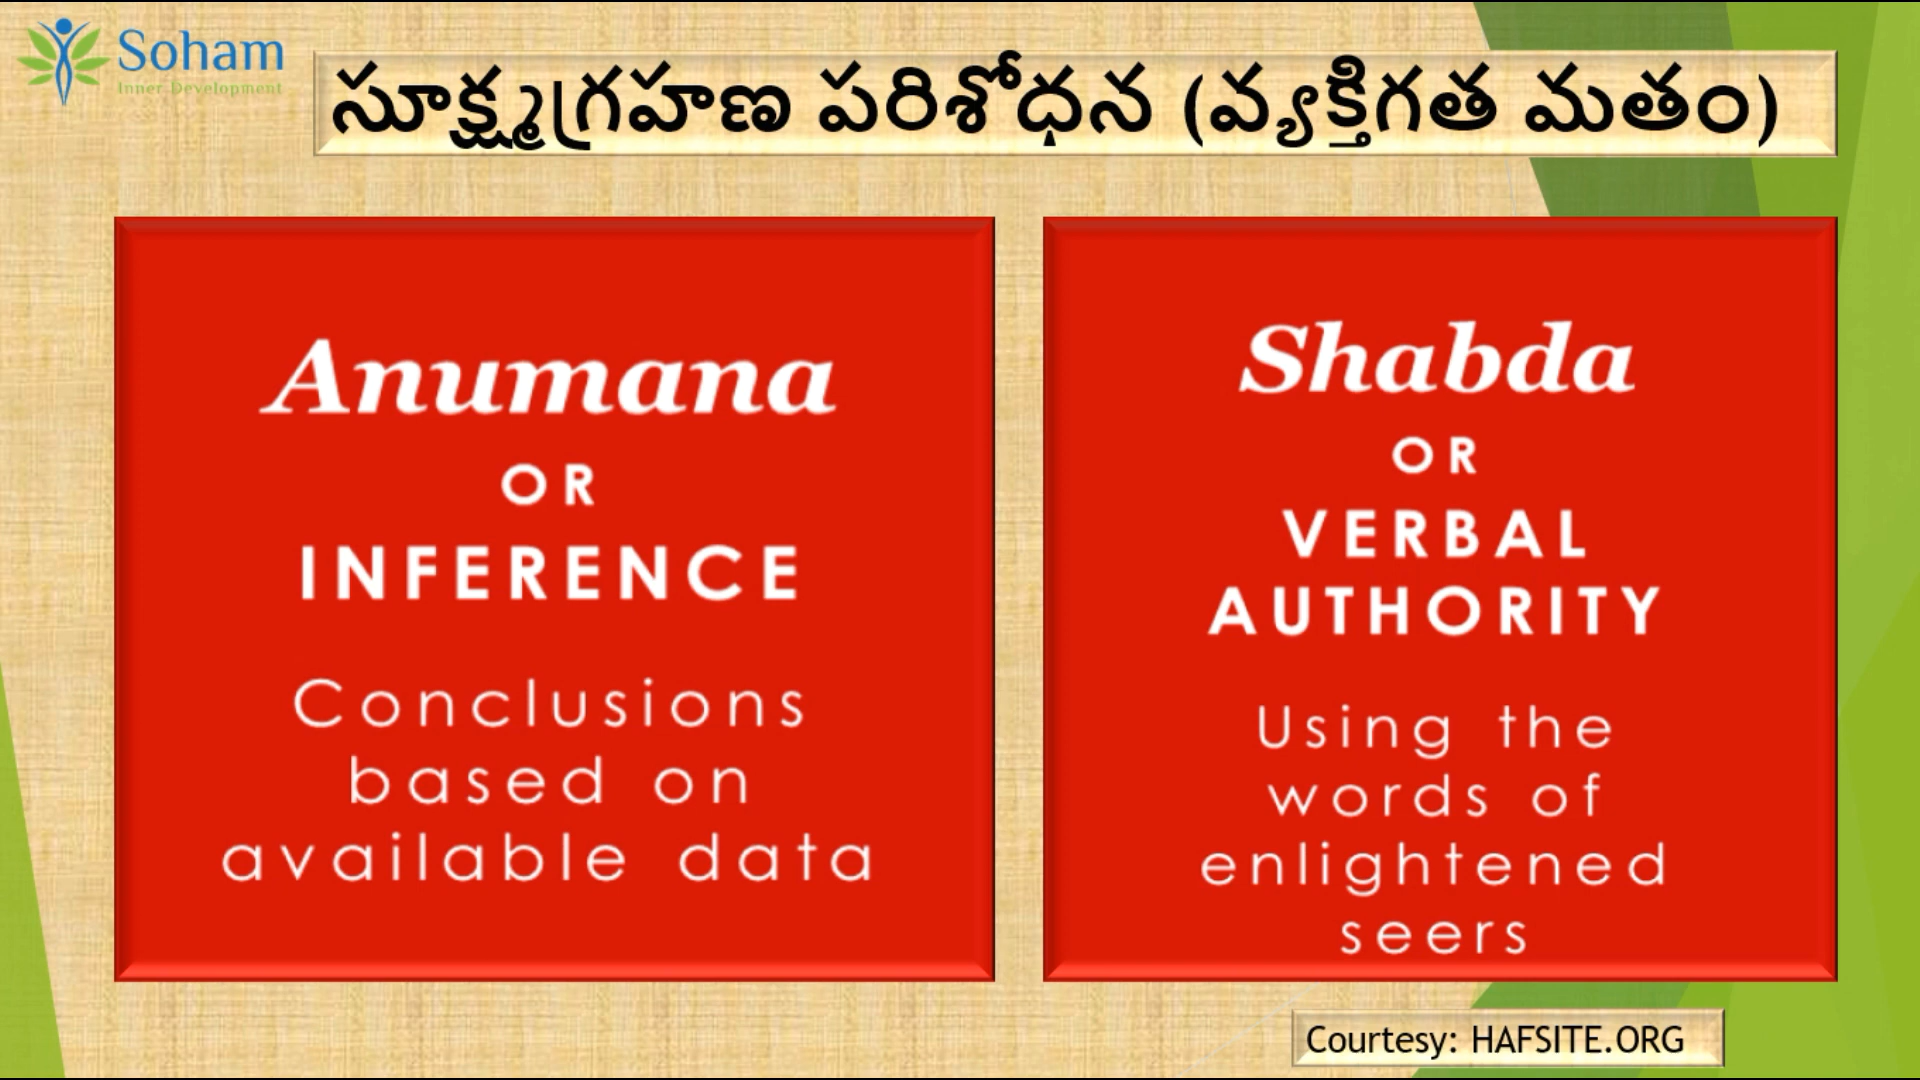 Soham
Inner Development
సూక్ష్మగ్రహణ పరిశోధన (వ్యక్తిగత మతం)
Anumana
OR
INFERENCE
Conclusions
based on
available data
Shabda
OR
VERBAL
AUTHORITY
Using the
words of
enlightened
seers
Courtesy: HAFSITE.ORG